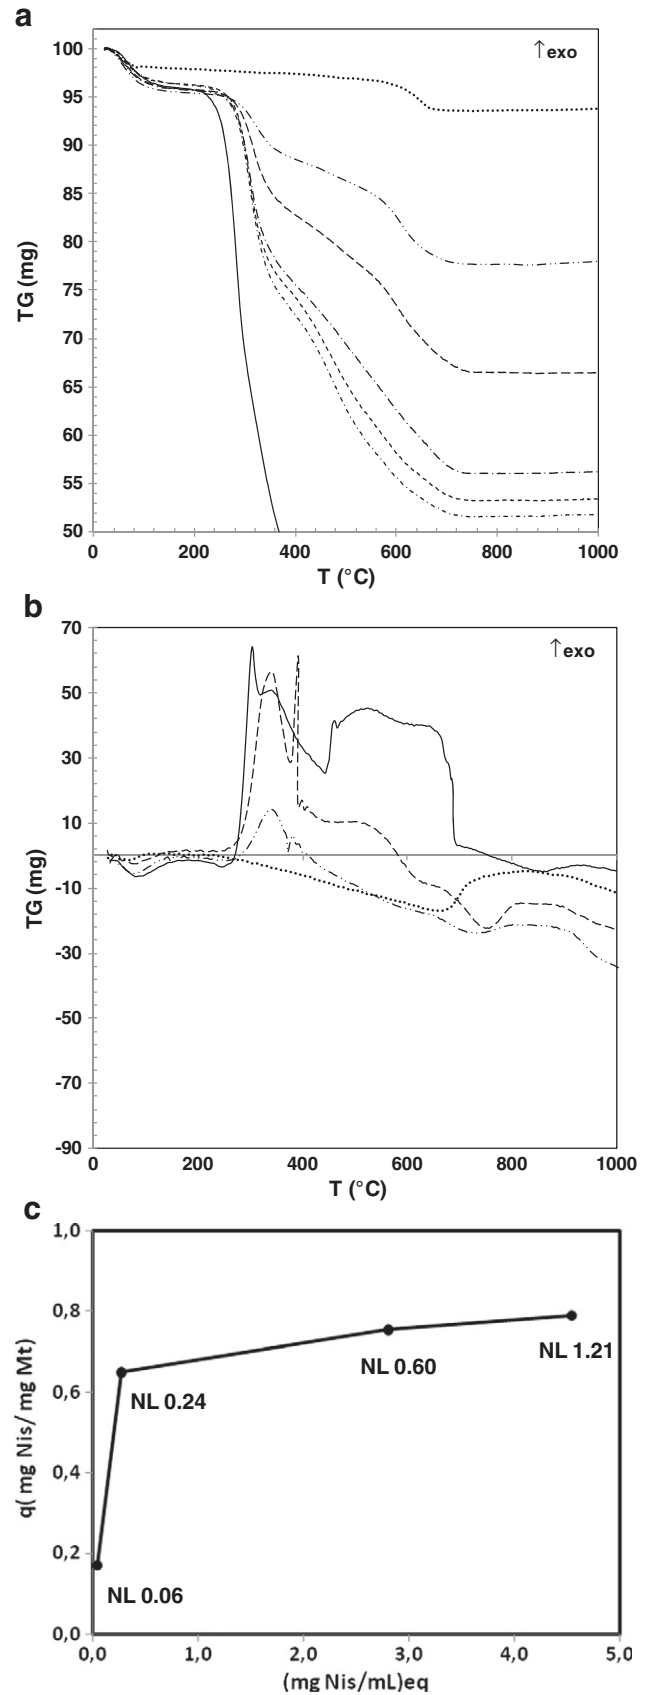 a
↑exo
100
95
90
85
80
75
70
65
60
55
50
TG (mg)
0 200 400 600 800 1000
T (°C)
b
↑exo
70
50
30
10
-10
-30
-50
-70
-90
TG (mg)
0 200 400 600 800 1000
T (°C)
c
1,0
0,8
0,6
0,4
0,2
0,0
q( mg Nis/ mg Mt)
NL 1.21
NL 0.60
NL 0.24
NL 0.06
0,0 1,0 2,0 3,0 4,0 5,0
(mg Nis/mL)eq